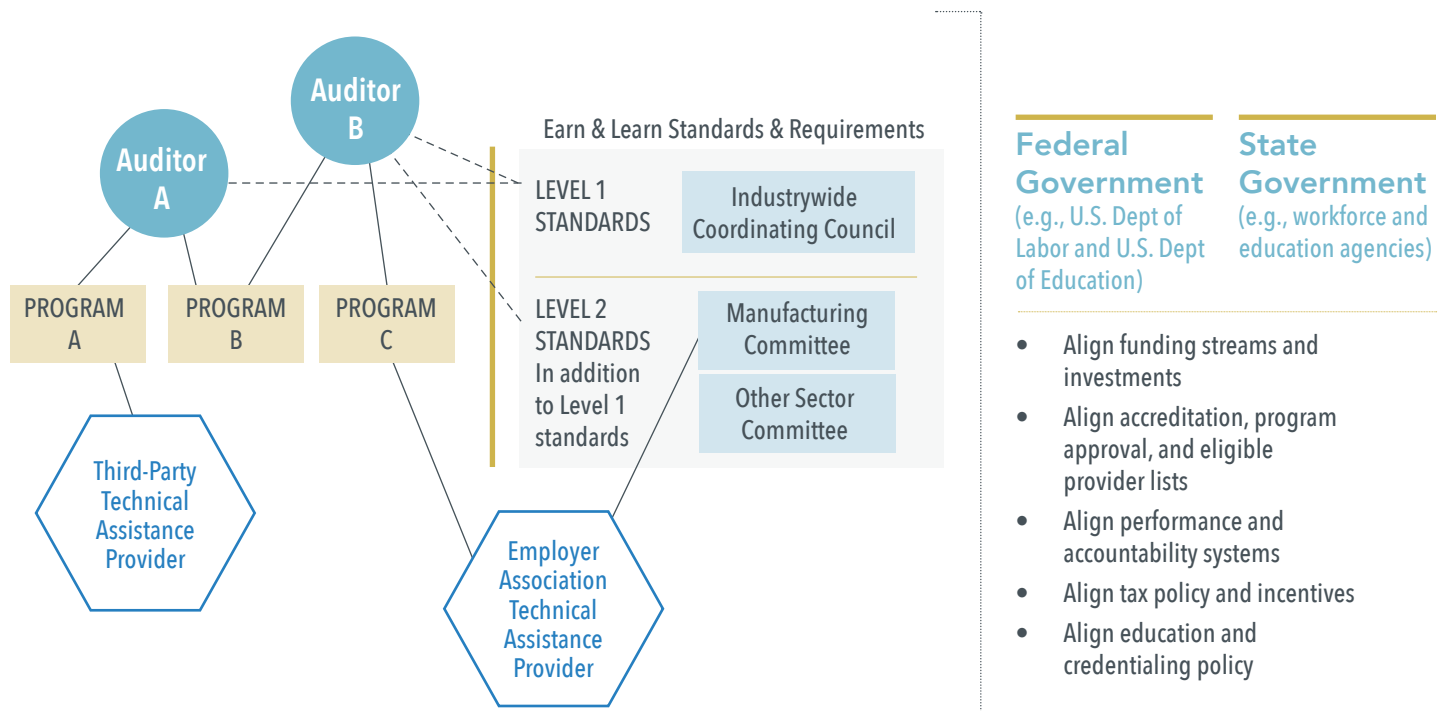 Auditor
A
Auditor
B
PROGRAM
A
PROGRAM
B
PROGRAM
C
Third-Party
Technical
Assistance
Provider
Employer
Association
Technical
Assistance
Provider
Earn & Learn Standards & Requirements
LEVEL 1
STANDARDS
Industrywide
Coordinating Council
LEVEL 2
STANDARDS
In addition
to Level 1
standards
Manufacturing
Committee
Other Sector
Committee
Federal
Government
(e.g., U.S. Dept of
Labor and U.S. Dept
of Education)
State
Government
(e.g., workforce and
education agencies)
• Align funding streams and
investments
• Align accreditation, program
approval, and eligible
provider lists
• Align performance and
accountability systems
• Align tax policy and incentives
• Align education and
credentialing policy